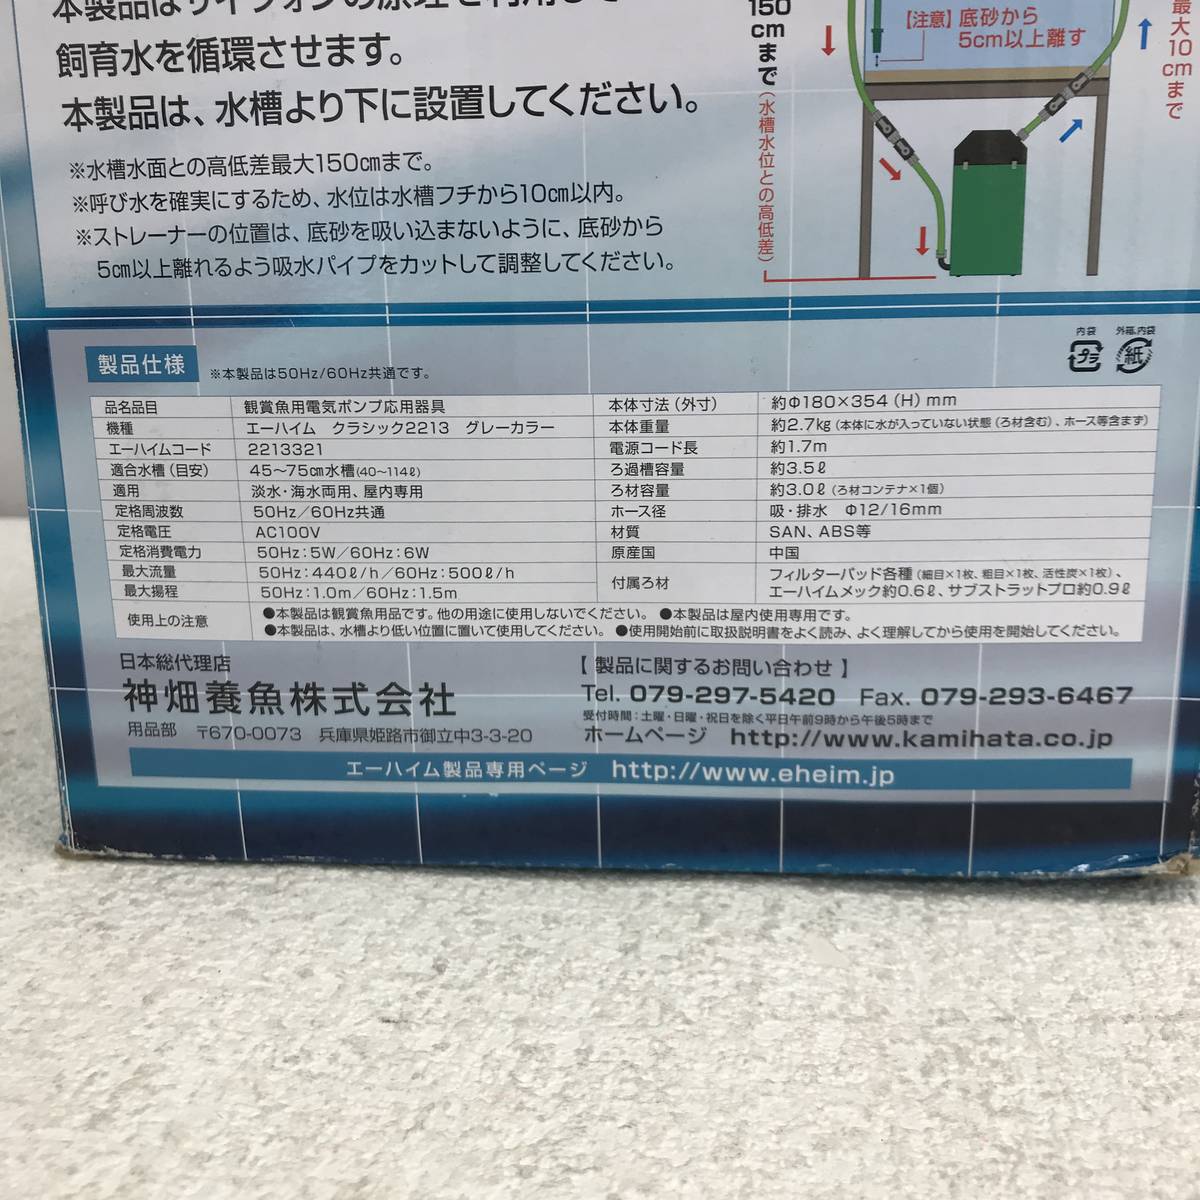 本製品はサイフォンの原理を利用して
飼育水を循環させます。
本製品は、水槽より下に設置してください。
※水槽水面との高低差最大150cmまで。
※呼び水を確実にするため、水位は水槽フチから10cm以内。
※ストレーナーの位置は、底砂を吸い込まないように、底砂から
5cm以上離れるよう吸水パイプをカットして調整してください。
150cmまで(水槽水位との高低差)
【注意】底砂から
5cm以上離す
最大10cmまで
製品仕様 ※本製品は50Hz/60Hz共通です。
内袋 プラ
外箱、内袋 紙
品名品目 観賞魚用電気ポンプ応用器具
機種 エーハイム クラシック2213 グレーカラー
エーハイムコード 2213321
適合水槽(目安) 45〜75cm水槽(40〜114ℓ)
適用 淡水・海水両用、屋内専用
定格周波数 50Hz/60Hz共通
定格電圧 AC100V
定格消費電力 50Hz:5W/60Hz:6W
最大流量 50Hz:440ℓ/h/60Hz:500ℓ/h
最大揚程 50Hz:1.0m/60Hz:1.5m
本体寸法(外寸) 約Φ180×354(H)mm
本体重量 約2.7kg(本体に水が入っていない状態(ろ材含む)、ホース等含まず)
電源コード長 約1.7m
ろ過槽容量 約3.5ℓ
ろ材容量 約3.0ℓ(ろ材コンテナ×1個)
ホース径 吸・排水 Φ12/16mm
材質 SAN、ABS等
原産国 中国
付属ろ材 フィルターパッド各種(細目×1枚、粗目×1枚、活性炭×1枚)、
エーハイムメック約0.6ℓ、サブストラットプロ約0.9ℓ
使用上の注意 ●本製品は観賞魚用品です。他の用途に使用しないでください。 ●本製品は屋内使用専用です。
●本製品は、水槽より低い位置に置いて使用してください。 ●使用開始前に取扱説明書をよく読み、よく理解してから使用を開始してください。
日本総代理店
神畑養魚株式会社
用品部 〒670-0073 兵庫県姫路市御立中3-3-20
【 製品に関するお問い合わせ 】
Tel. 079-297-5420 Fax. 079-293-6467
受付時間:土曜・日曜・祝日を除く平日午前9時から午後5時まで
ホームページ http://www.kamihata.co.jp
エーハイム製品専用ページ http://www.eheim.jp